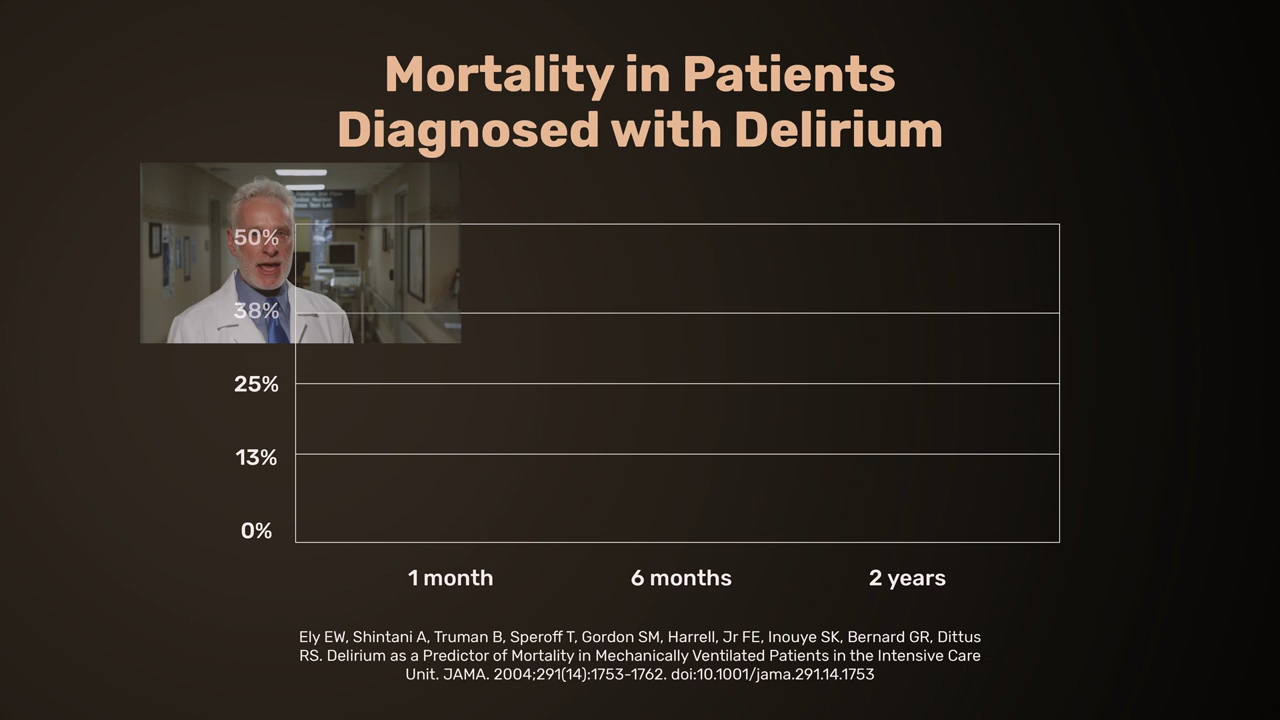 Mortality in Patients
Diagnosed with Delirium
50%
38%
25%
13%
0%
1 month 6 months 2 years
Ely EW, Shintani A, Truman B, Speroff T, Gordon SM, Harrell, Jr FE, Inouye SK, Bernard GR, Dittus
RS. Delirium as a Predictor of Mortality in Mechanically Ventilated Patients in the Intensive Care
Unit. JAMA. 2004;291(14):1753-1762. doi:10.1001/jama.291.14.1753